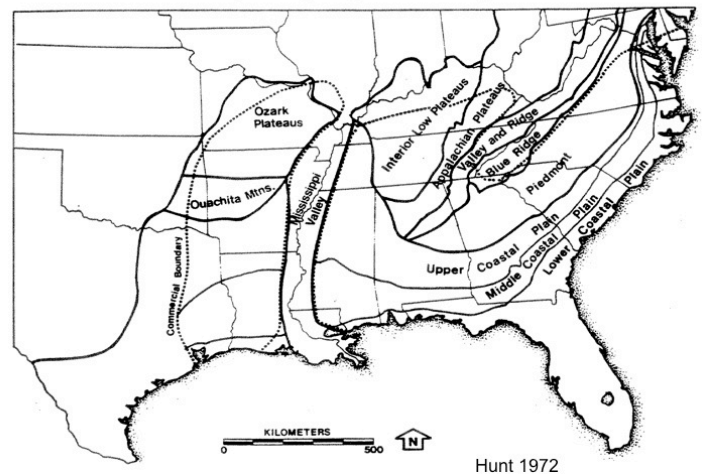 Ozark
Plateaus
Ouachita Mtns.
Mississippi
Valley
Commercial Boundary
Interior Low Plateaus
Appalachian Plateaus
Valley and Ridge
Blue Ridge
Piedmont
Upper Coastal Plain
Middle Coastal Plain
Lower Coastal Plain
KILOMETERS
0 500
N
Hunt 1972